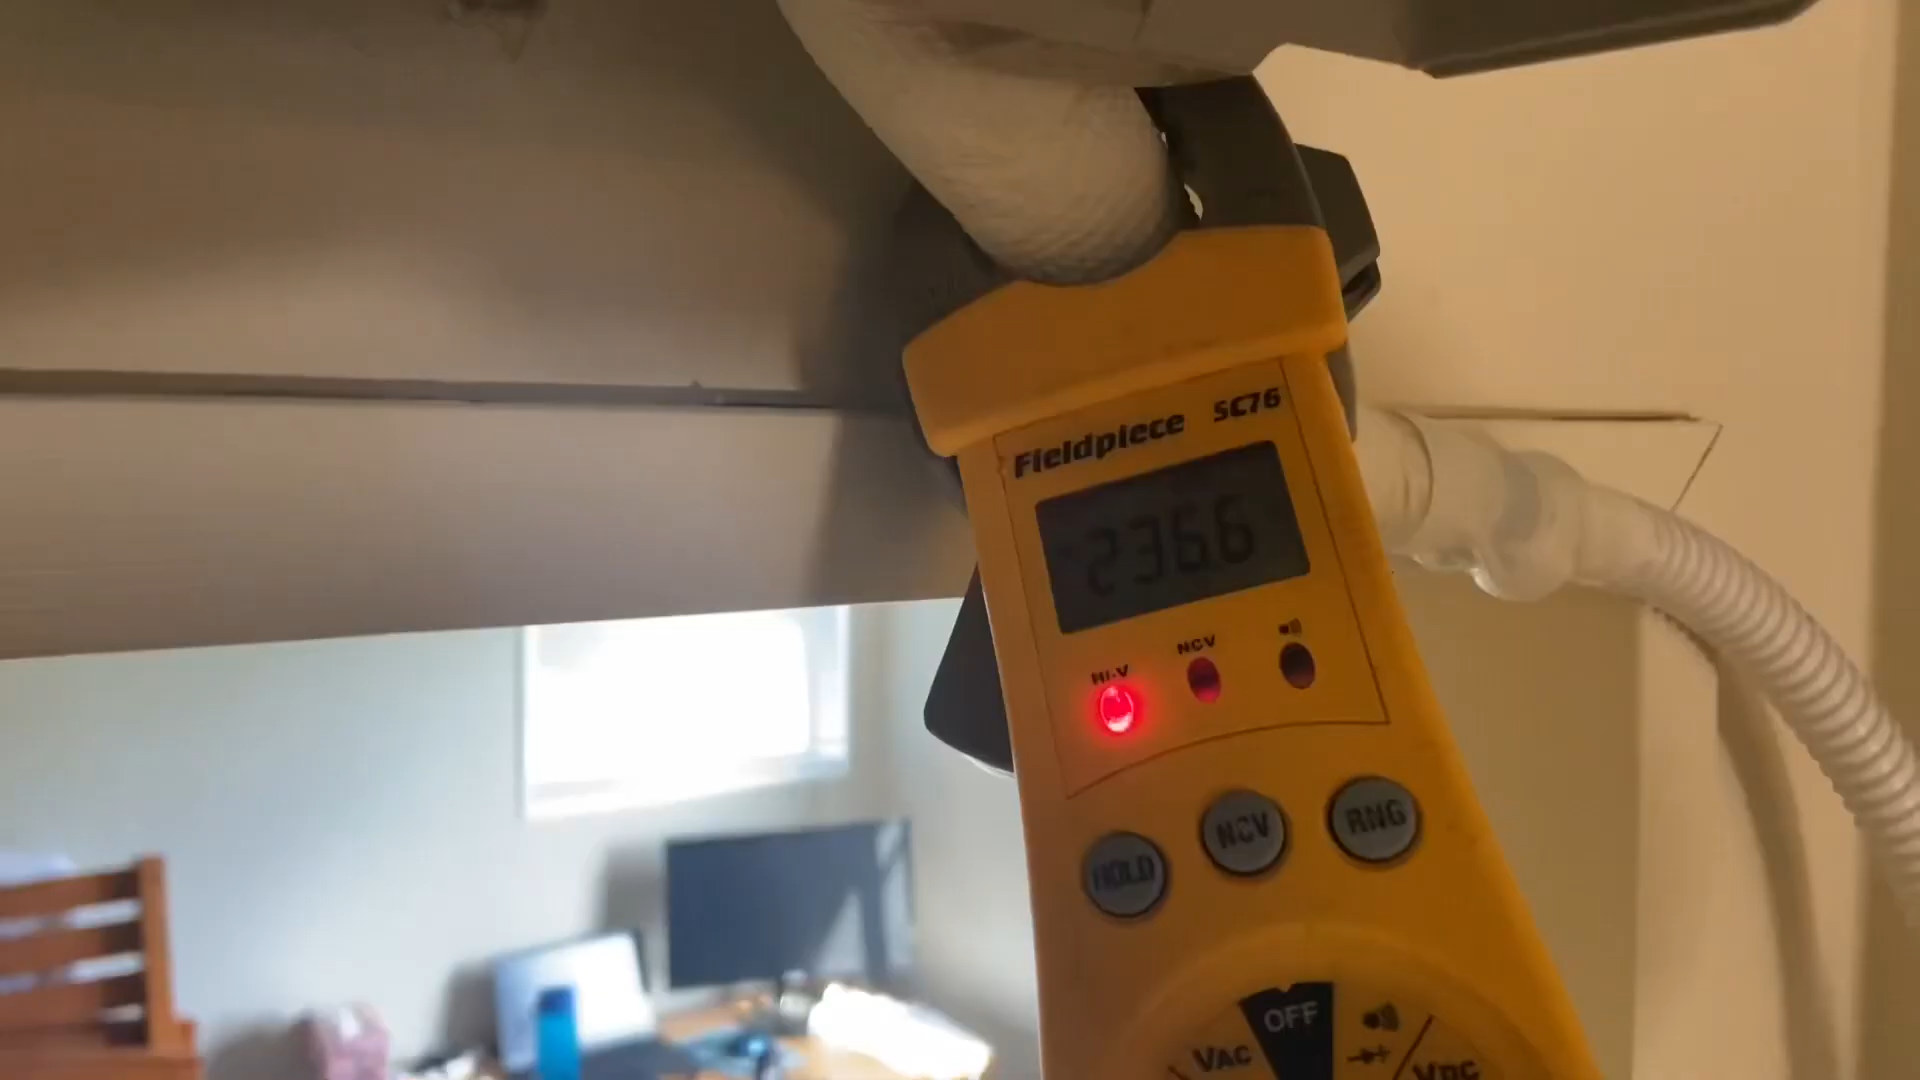 Fieldpiece SC76
236.6
HI-V NCV
HOLD NCV RNG
OFF
VAC VDC